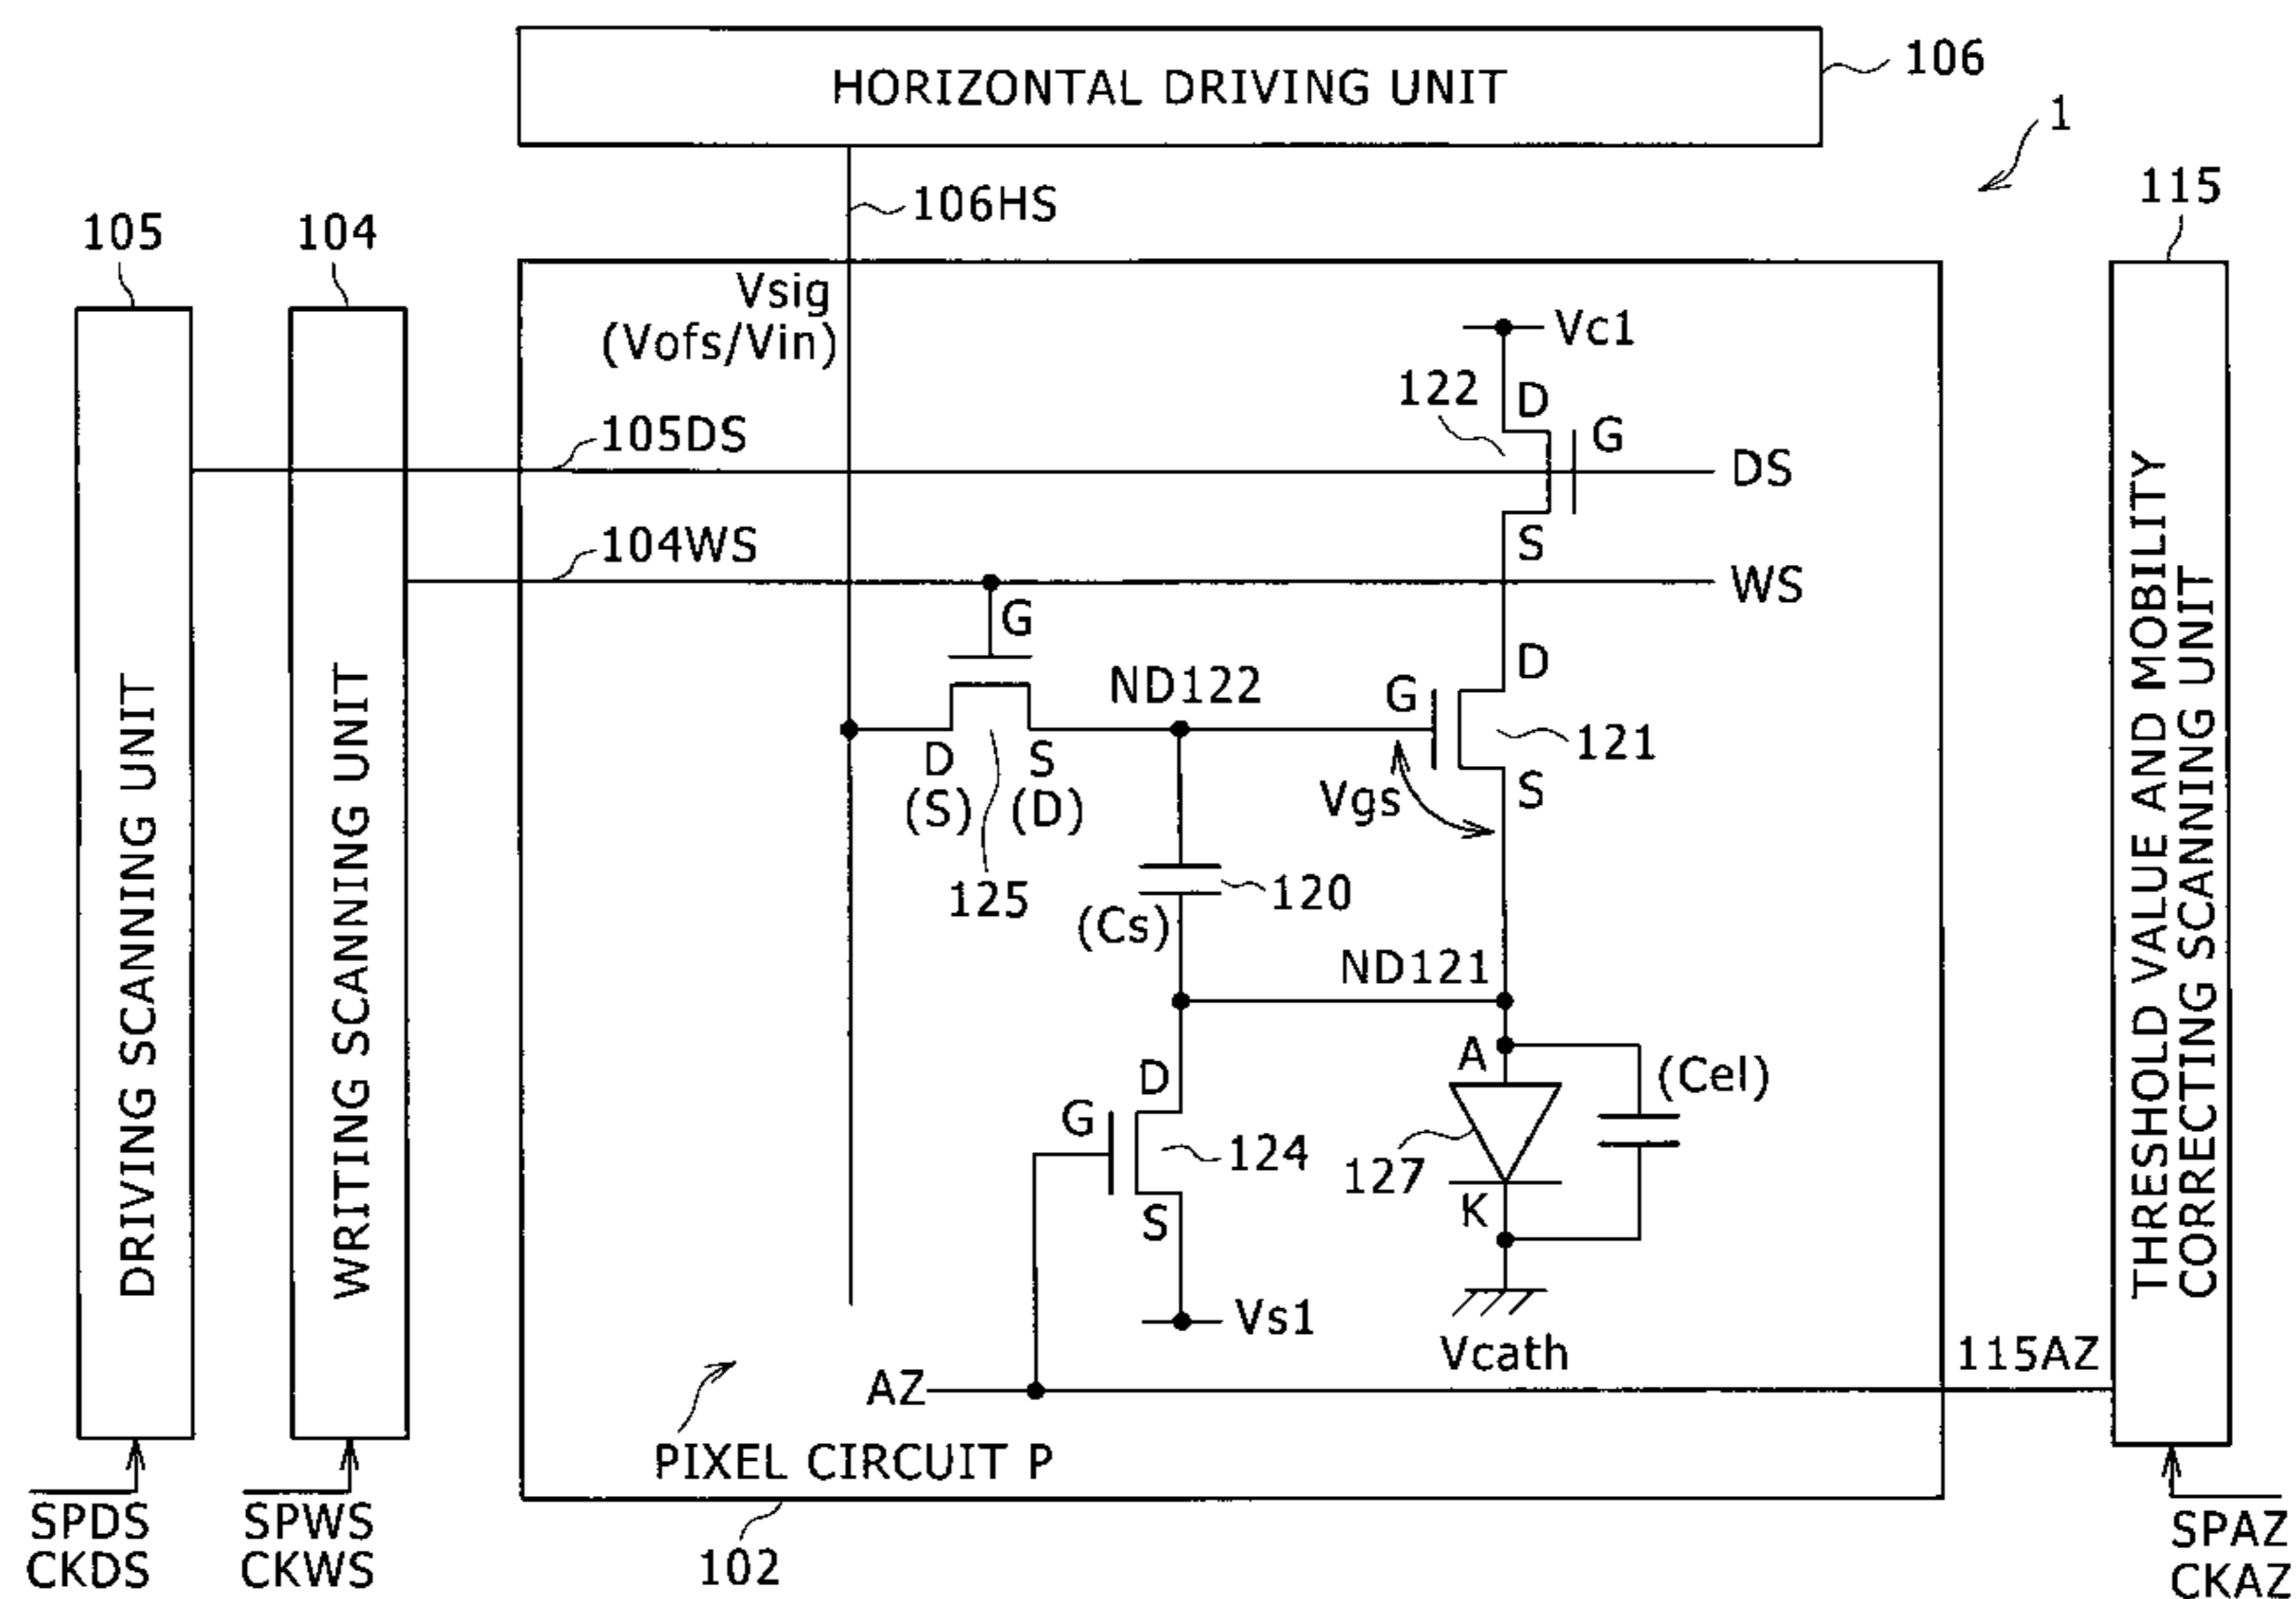 HORIZONTAL DRIVING UNIT
106
1
106HS
115
105
104
Vsig
(Vofs/Vin)
Vc1
122
D
G
105DS
DS
S
104WS
WS
G
D
ND122
G
121
D
S
S
(S)
(D)
Vgs
125
120
(Cs)
ND121
A
(Cel)
D
G
124
127
K
S
Vs1
Vcath
115AZ
AZ
PIXEL CIRCUIT P
102
DRIVING SCANNING UNIT
WRITING SCANNING UNIT
THRESHOLD VALUE AND MOBILITY
CORRECTING SCANNING UNIT
SPDS
CKDS
SPWS
CKWS
SPAZ
CKAZ